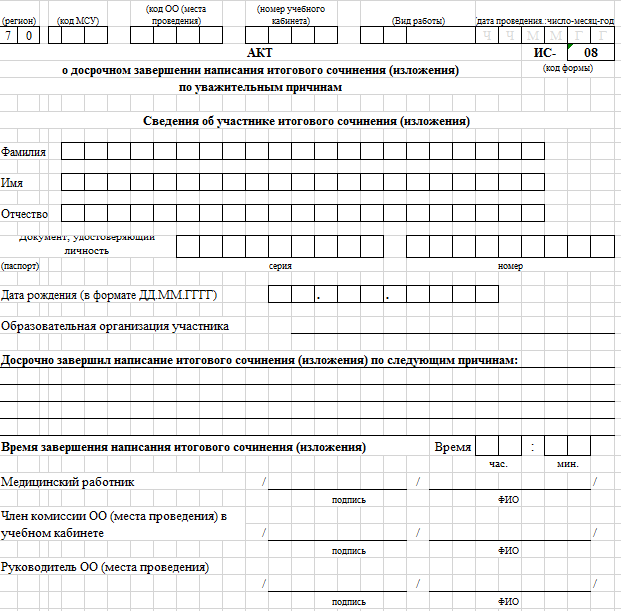 (регион) (код МСУ) (код ОО (места проведения) (номер учебного кабинета) (Вид работы) дата проведения.:число-месяц-год
7 0 Ч Ч М М Г Г
АКТ ИС- 08
о досрочном завершении написания итогового сочинения (изложения) (код формы)
по уважительным причинам
Сведения об участнике итогового сочинения (изложения)
Фамилия
Имя
Отчество
Документ, удостоверяющий
личность
(паспорт) серия номер
Дата рождения (в формате ДД.ММ.ГГГГ) . .
Образовательная организация участника
Досрочно завершил написание итогового сочинения (изложения) по следующим причинам:
Время завершения написания итогового сочинения (изложения) Время :
час. мин.
Медицинский работник / / /
подпись ФИО
Член комиссии ОО (места проведения) в
учебном кабинете / / /
подпись ФИО
Руководитель ОО (места проведения)
/ / /
подпись ФИО